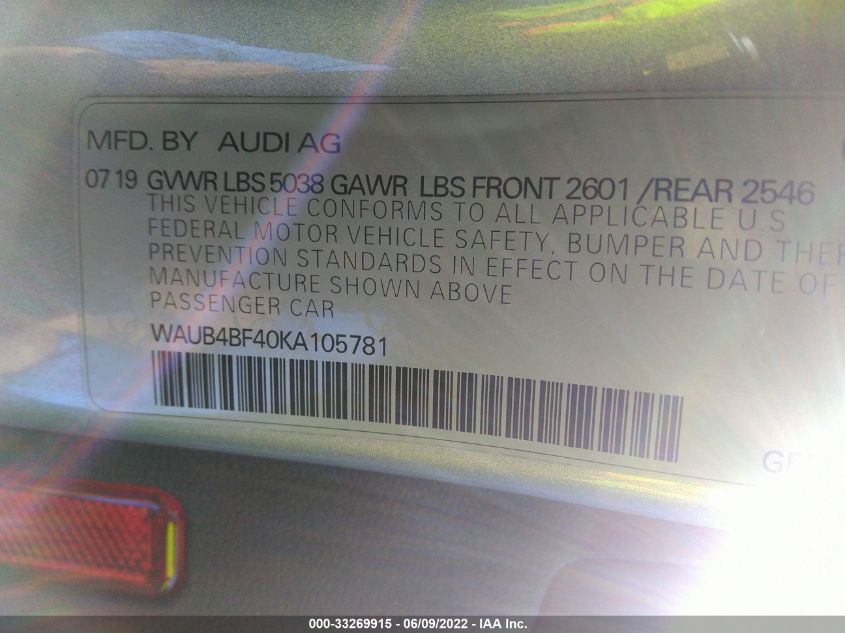 MFD. BY AUDI AG
07 19 GVWR LBS 5038 GAWR LBS FRONT 2601 /REAR 2546
THIS VEHICLE CONFORMS TO ALL APPLICABLE U.S
FEDERAL MOTOR VEHICLE SAFETY, BUMPER AND THEF
PREVENTION STANDARDS IN EFFECT ON THE DATE OF
MANUFACTURE SHOWN ABOVE
PASSENGER CAR
WAUB4BF40KA105781
000-33269915 - 06/09/2022 - IAA Inc.